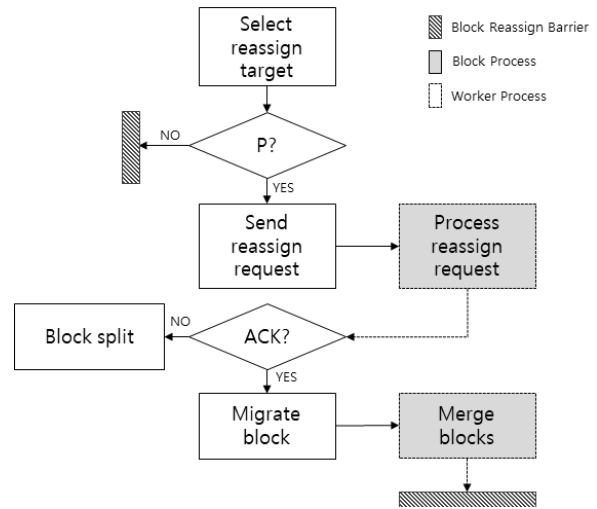 Select
reassign
target
Block Reassign Barrier
Block Process
Worker Process
NO
P?
YES
Send
reassign
request
Process
reassign
request
Block split
NO
ACK?
YES
Migrate
block
Merge
blocks